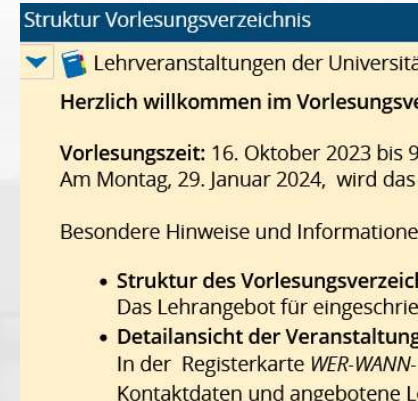 Struktur Vorlesungsverzeichnis
Lehrveranstaltungen der Universitä
Herzlich willkommen im Vorlesungsve
Vorlesungszeit: 16. Oktober 2023 bis 9
Am Montag, 29. Januar 2024, wird das
Besondere Hinweise und Informatione
• Struktur des Vorlesungsverzeich
Das Lehrangebot für eingeschrie
• Detailansicht der Veranstaltung
In der Registerkarte WER-WANN-
Kontaktdaten und angebotene Le